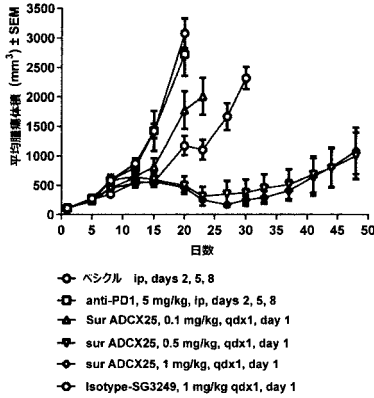 平均腫瘍体積 (mm³) ± SEM
3500
3000
2500
2000
1500
1000
500
0
0 5 10 15 20 25 30 35 40 45 50
日数
ベシクル ip, days 2, 5, 8
anti-PD1, 5 mg/kg, ip, days 2, 5, 8
Sur ADCX25, 0.1 mg/kg, qdx1, day 1
sur ADCX25, 0.5 mg/kg, qdx1, day 1
sur ADCX25, 1 mg/kg, qdx1, day 1
Isotype-SG3249, 1 mg/kg qdx1, day 1